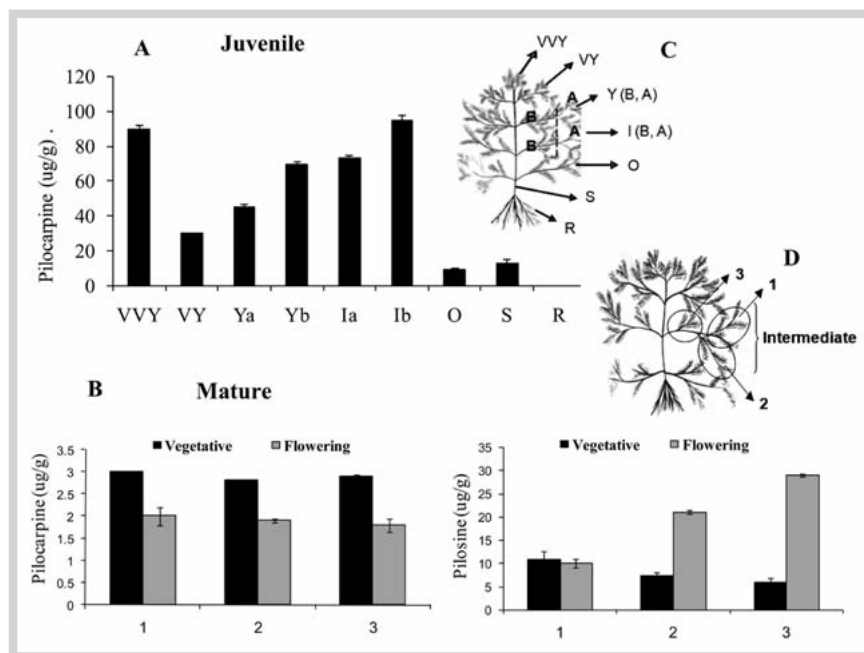 A
Juvenile
Pilocarpine (ug/g) .
120
100
80
60
40
20
0
VVY VY Ya Yb Ia Ib O S R
C
VVY
VY
A
Y (B, A)
B
A
I (B, A)
B
O
S
R
D
3
1
Intermediate
2
B
Mature
Vegetative Flowering
Pilocarpine (ug/g)
3.5
3
2.5
2
1.5
1
0.5
0
1 2 3
Vegetative Flowering
Pilosine (ug/g)
35
30
25
20
15
10
5
0
1 2 3